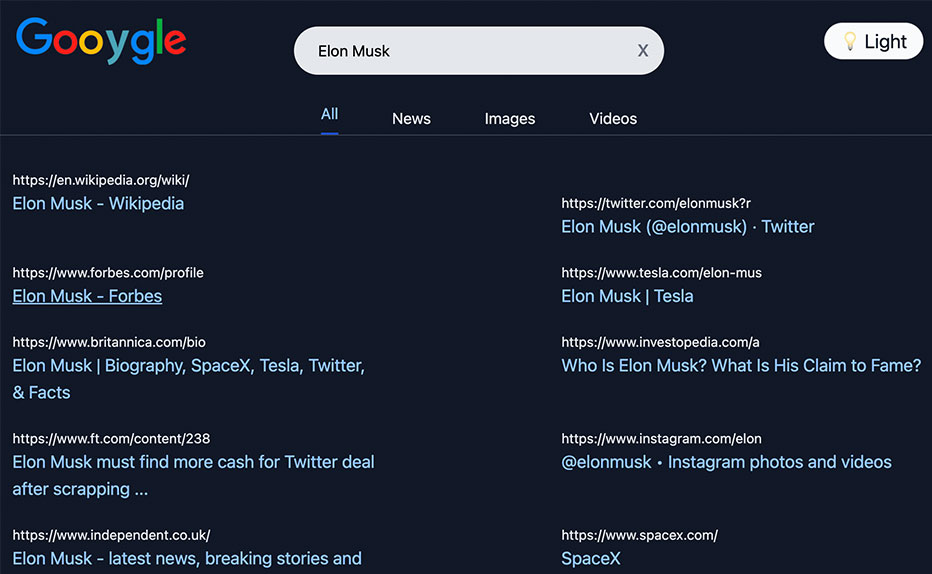 Gooygle
Elon Musk
X
Light
All
News
Images
Videos
https://en.wikipedia.org/wiki/
Elon Musk - Wikipedia
https://twitter.com/elonmusk?r
Elon Musk (@elonmusk) · Twitter
https://www.forbes.com/profile
Elon Musk - Forbes
https://www.tesla.com/elon-mus
Elon Musk | Tesla
https://www.britannica.com/bio
Elon Musk | Biography, SpaceX, Tesla, Twitter,
& Facts
https://www.investopedia.com/a
Who Is Elon Musk? What Is His Claim to Fame?
https://www.ft.com/content/238
Elon Musk must find more cash for Twitter deal
after scrapping ...
https://www.instagram.com/elon
@elonmusk • Instagram photos and videos
https://www.independent.co.uk/
Elon Musk - latest news, breaking stories and
https://www.spacex.com/
SpaceX